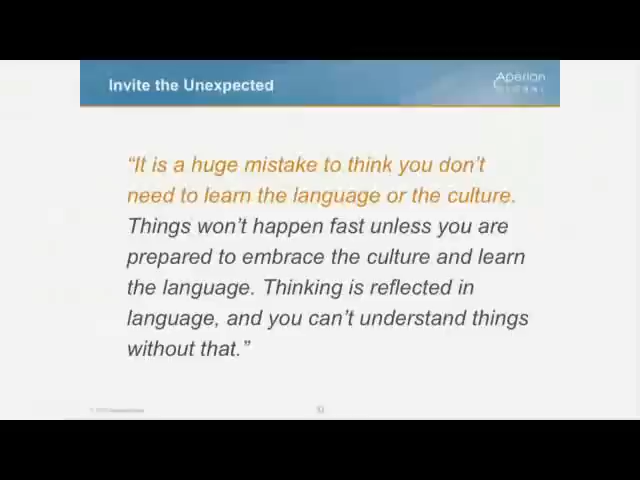 Invite the Unexpected
Aperian
GLOBAL
“It is a huge mistake to think you don’t
need to learn the language or the culture.
Things won’t happen fast unless you are
prepared to embrace the culture and learn
the language. Thinking is reflected in
language, and you can’t understand things
without that.”